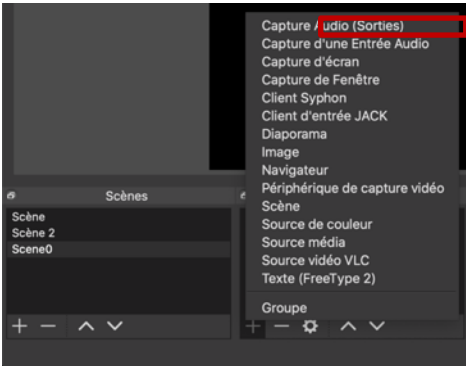 Capture Audio (Sorties)
Capture d'une Entrée Audio
Capture d'écran
Capture de Fenêtre
Client Syphon
Client d'entrée JACK
Diaporama
Image
Navigateur
Périphérique de capture vidéo
Scène
Source de couleur
Source média
Source vidéo VLC
Texte (FreeType 2)
Groupe
Scènes
Scène
Scène 2
Scene0